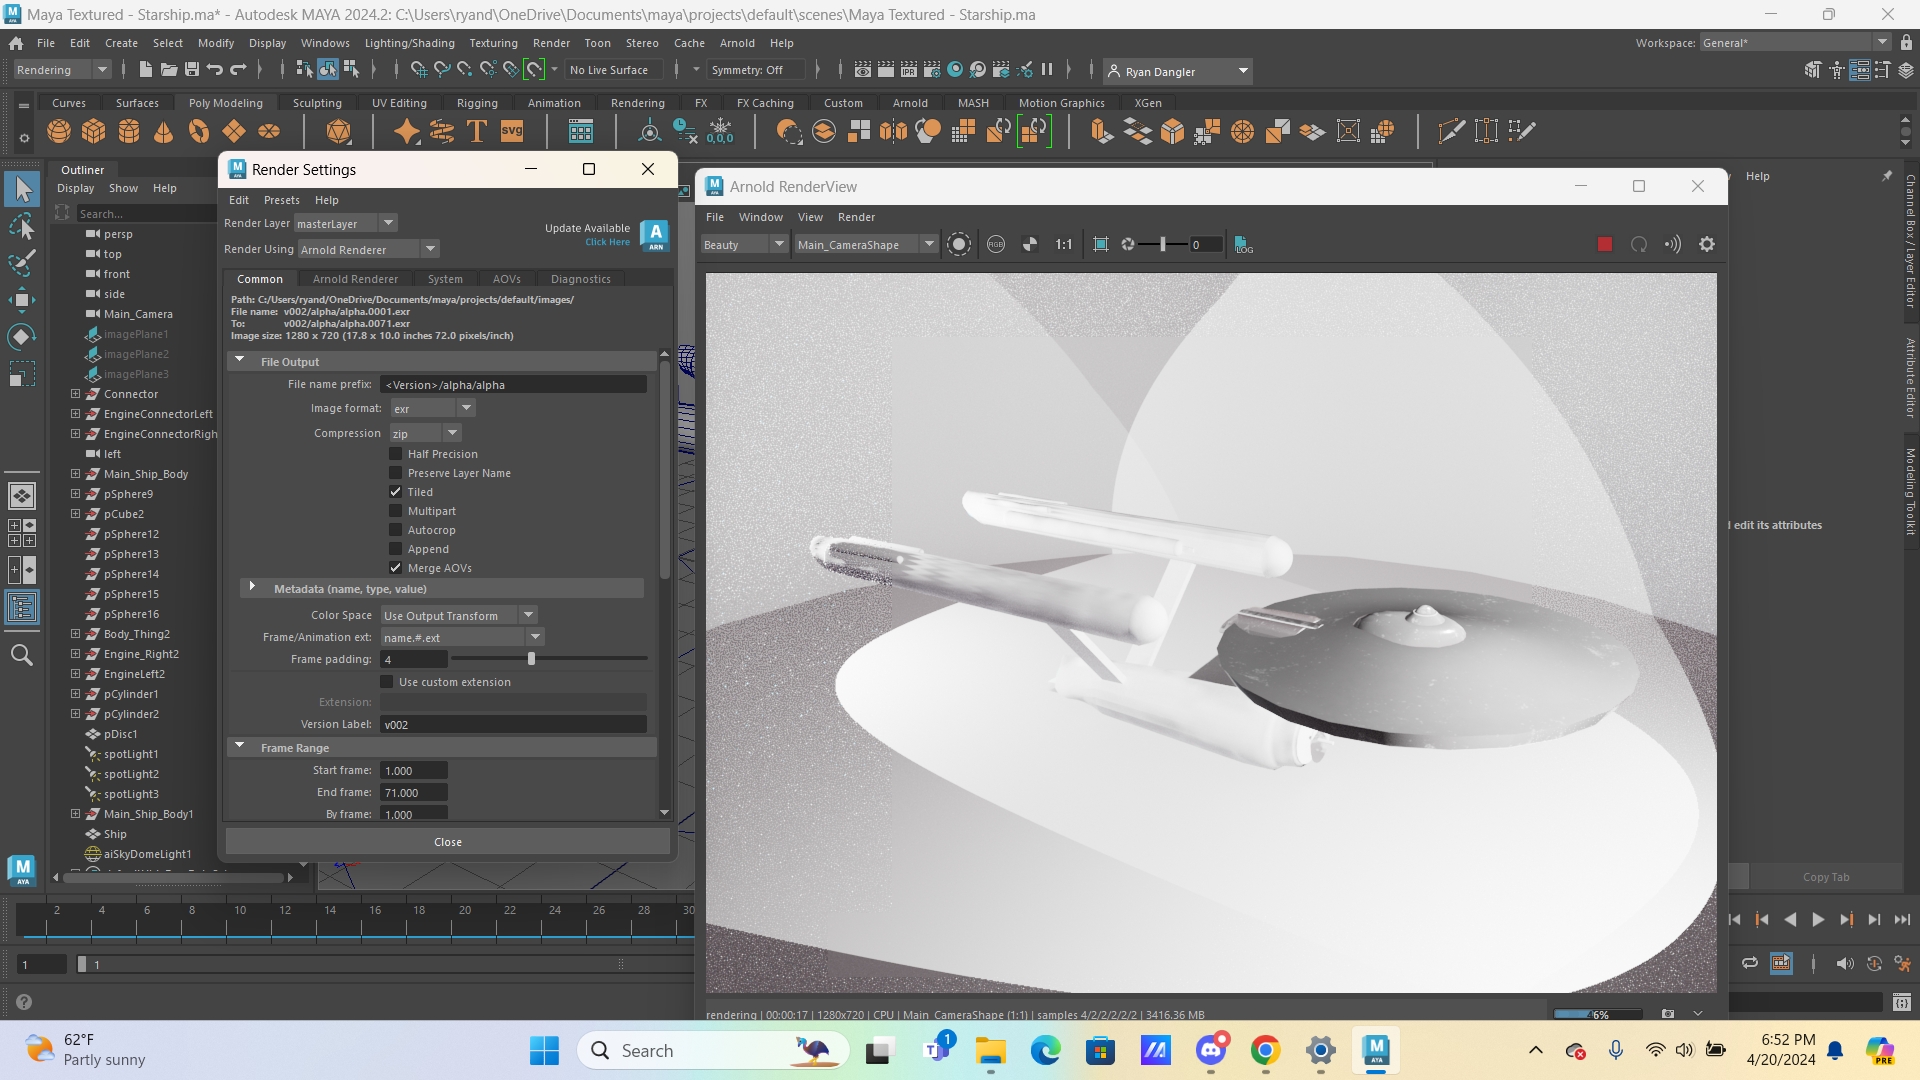 Maya Textured - Starship.ma* - Autodesk MAYA 2024.2: C:\Users\ryand\OneDrive\Documents\maya\projects\default\scenes\Maya Textured - Starship.ma
File Edit Create Select Modify Display Windows Lighting/Shading Texturing Render Toon Stereo Cache Arnold Help
Workspace: General*
Rendering
No Live Surface
Symmetry: Off
Ryan Dangler
Curves Surfaces Poly Modeling Sculpting UV Editing Rigging Animation Rendering FX FX Caching Custom Arnold MASH Motion Graphics XGen
Outliner
Display Show Help
Search...
persp
top
front
side
Main_Camera
imagePlane1
imagePlane2
imagePlane3
Connector
EngineConnectorLeft
EngineConnectorRigh
left
Main_Ship_Body
pSphere9
pCube2
pSphere12
pSphere13
pSphere14
pSphere15
pSphere16
Body_Thing2
Engine_Right2
EngineLeft2
pCylinder1
pCylinder2
pDisc1
spotLight1
spotLight2
spotLight3
Main_Ship_Body1
Ship
aiSkyDomeLight1
Render Settings
Edit Presets Help
Render Layer masterLayer
Render Using Arnold Renderer
Update Available
Click Here
ARN
Common Arnold Renderer System AOVs Diagnostics
Path: C:/Users/ryand/OneDrive/Documents/maya/projects/default/images/
File name: v002/alpha/alpha.0001.exr
To: v002/alpha/alpha.0071.exr
Image size: 1280 x 720 (17.8 x 10.0 inches 72.0 pixels/inch)
File Output
File name prefix: <Version>/alpha/alpha
Image format: exr
Compression zip
Half Precision
Preserve Layer Name
Tiled
Multipart
Autocrop
Append
Merge AOVs
Metadata (name, type, value)
Color Space Use Output Transform
Frame/Animation ext: name.#.ext
Frame padding: 4
Use custom extension
Extension:
Version Label: v002
Frame Range
Start frame: 1.000
End frame: 71.000
By frame: 1.000
Close
Arnold RenderView
File Window View Render
Beauty Main_CameraShape RGB 1:1 0 LOG
rendering | 00:00:17 | 1280x720 | CPU | Main_CameraShape (1:1) | samples 4/2/2/2/2/2 | 3416.36 MB
6%
Help
Channel Box / Layer Editor
Attribute Editor
Modeling Toolkit
edit its attributes
Copy Tab
2 4 6 8 10 12 14 16 18 20 22 24 26 28 30
1 1
62°F
Partly sunny
Search
1
PRE
6:52 PM
4/20/2024